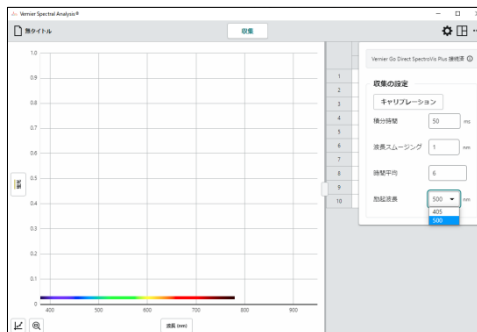 Vernier Spectral Analysis®
無タイトル
収集
1.0
0.9
0.8
0.7
0.6
0.5
0.4
0.3
0.2
0.1
0
400 500 600 700 800 900
波長 (nm)
1
2
3
4
5
6
7
8
9
10
Vernier Go Direct SpectroVis Plus 接続済
収集の設定
キャリブレーション
積分時間 50 ms
波長スムージング 1 nm
時間平均 6
励起波長 500 nm
405
500